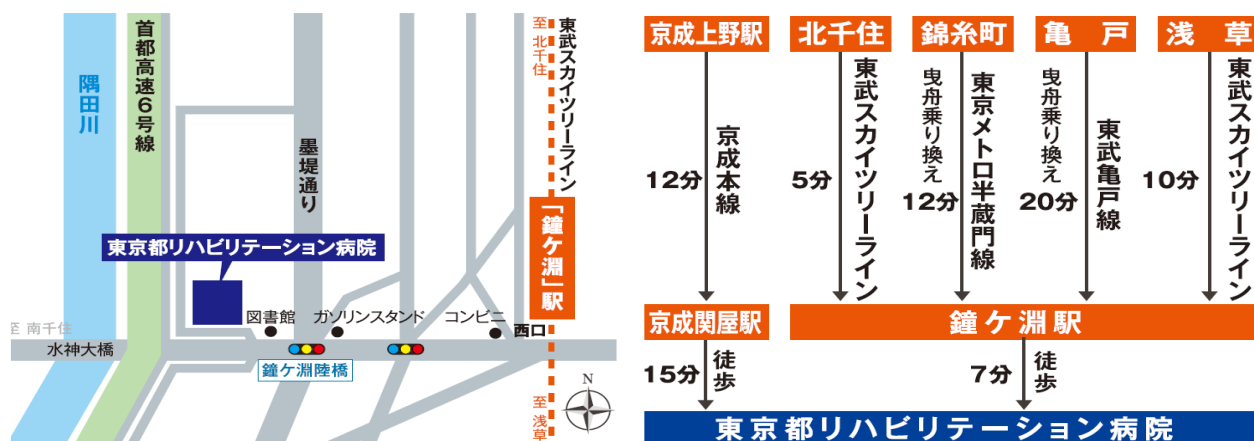 隅田川
首都高速6号線
墨堤通り
至 北千住
東武スカイツリーライン
「鐘ケ淵」駅
東京都リハビリテーション病院
図書館
ガソリンスタンド
コンビニ
西口
至 南千住
水神大橋
鐘ケ淵陸橋
至 浅草
N
京成上野駅
北千住
錦糸町
亀戸
浅草
12分
京成本線
5分
東武スカイツリーライン
曳舟乗り換え
12分
東京メトロ半蔵門線
曳舟乗り換え
20分
東武亀戸線
10分
東武スカイツリーライン
京成関屋駅
鐘ケ淵駅
15分
徒歩
7分
徒歩
東京都リハビリテーション病院